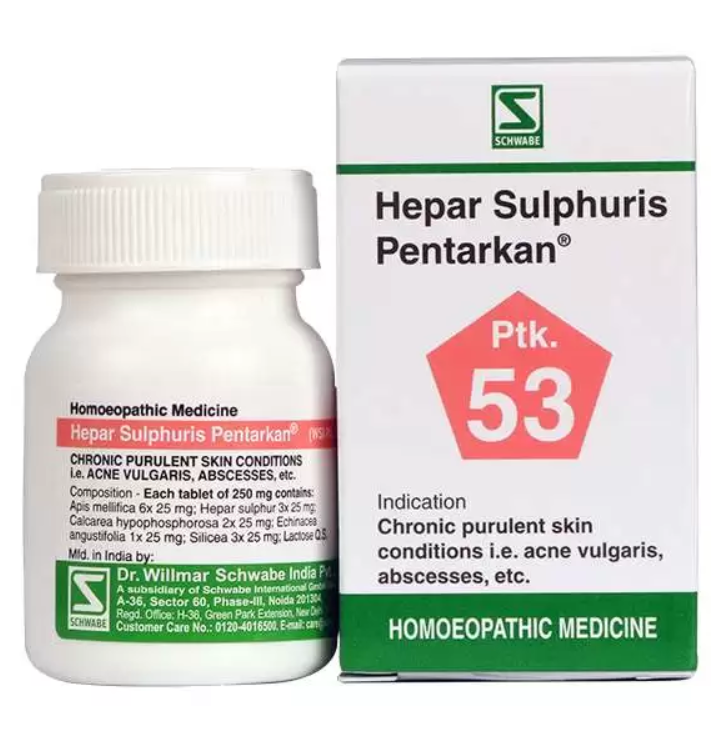 Homoeopathic Medicine
Hepar Sulphuris Pentarkan®
CHRONIC PURULENT SKIN CONDITIONS
i.e. ACNE VULGARIS, ABSCESSES, etc.
Composition - Each tablet of 250 mg contains:
Apis mellifica 6x 25 mg; Hepar sulphur 3x 25 mg;
Calcarea hypophosphorosa 2x 25 mg; Echinacea
angustifolia 1x 25 mg; Silicea 3x 25 mg; Lactose Q.S.
Mfd. in India by:
Dr. Willmar Schwabe India
A subsidiary of Schwabe International
A-36, Sector 60, Phase-III, Noida 201304
Regd. Office: H-36, Green Park Extension, New
Customer Care No.: 0120-4016500, E-mail:
SCHWABE
SCHWABE
Hepar Sulphuris
Pentarkan®
Ptk.
53
Indication
Chronic purulent skin
conditions i.e. acne vulgaris,
abscesses, etc.
HOMOEOPATHIC MEDICINE